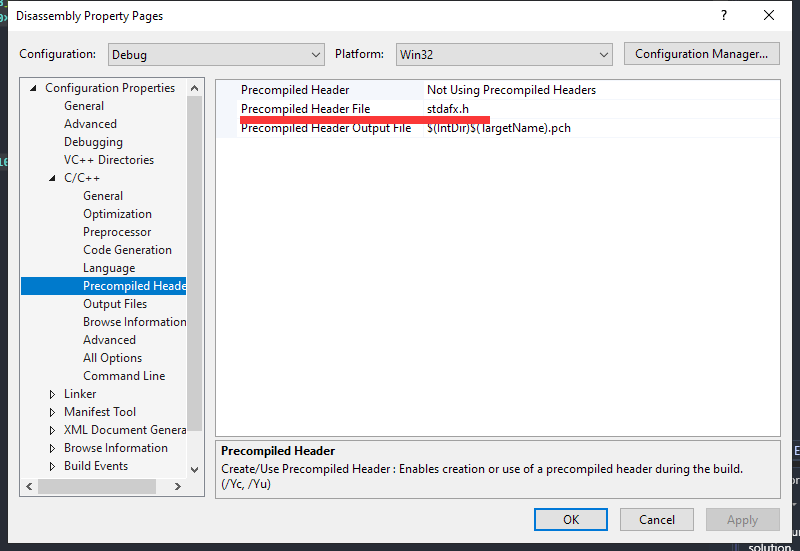 Disassembly Property Pages
?
Configuration: Debug Platform: Win32 Configuration Manager...
Configuration Properties
General
Advanced
Debugging
VC++ Directories
C/C++
General
Optimization
Preprocessor
Code Generation
Language
Precompiled Heade
Output Files
Browse Information
Advanced
All Options
Command Line
Linker
Manifest Tool
XML Document Genera
Browse Information
Build Events
Precompiled Header Not Using Precompiled Headers
Precompiled Header File stdafx.h
Precompiled Header Output File $(IntDir)$(TargetName).pch
Precompiled Header
Create/Use Precompiled Header : Enables creation or use of a precompiled header during the build.
(/Yc, /Yu)
OK Cancel Apply
solution.